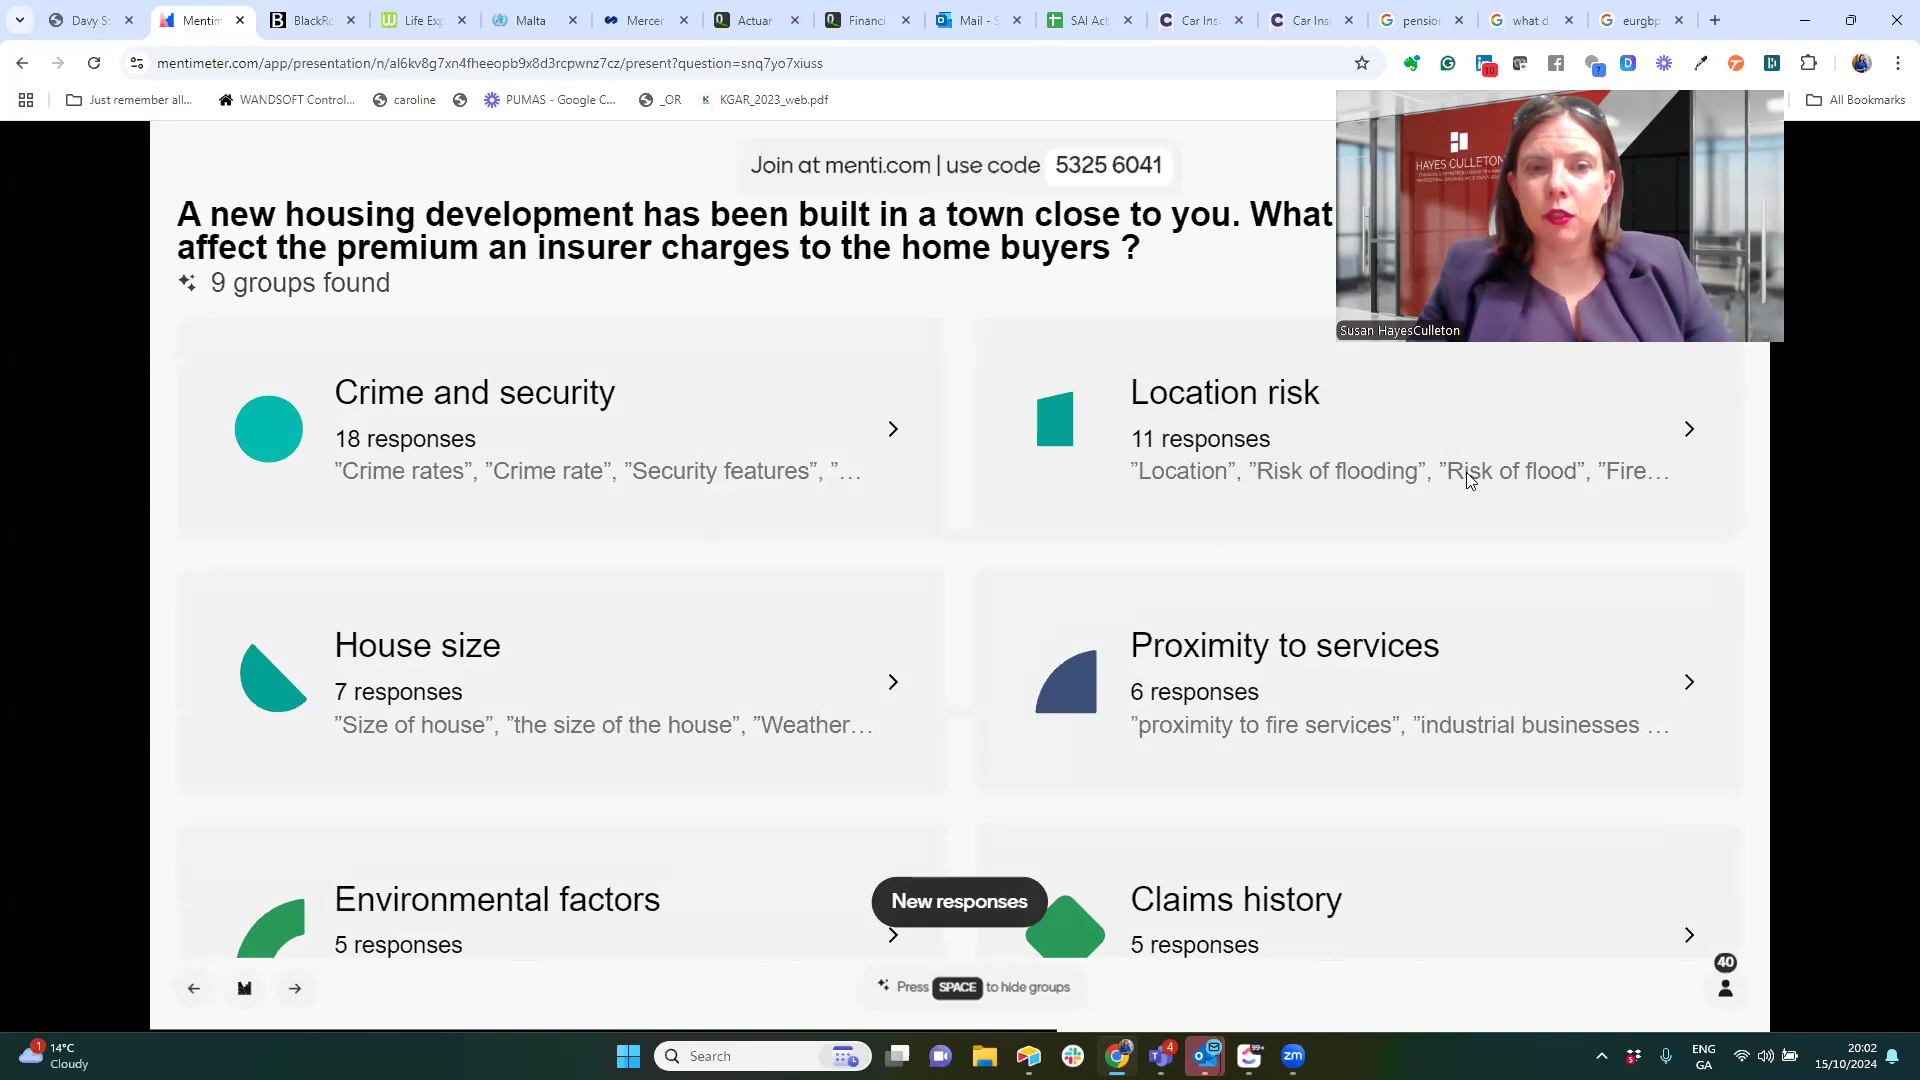 Davy S
Mentim
BlackRo
Life Exp
Malta
Mercer
Actuar
Financi
Mail - S
SAI Act
Car Ins
Car Ins
pensio
what d
eurgbp
mentimeter.com/app/presentation/n/al6kv8g7xn4fheeopb9x8d3rcpwnz7cz/present?question=snq7yo7xiuss
10
Just remember all...
WANDSOFT Control...
caroline
PUMAS - Google C...
_OR
KGAR_2023_web.pdf
All Bookmarks
Join at menti.com | use code 5325 6041
HAYES CULLETON
Susan HayesCulleton
A new housing development has been built in a town close to you. What
affect the premium an insurer charges to the home buyers ?
9 groups found
Crime and security
18 responses
"Crime rates", "Crime rate", "Security features", "...
Location risk
11 responses
"Location", "Risk of flooding", "Risk of flood", "Fire...
House size
7 responses
"Size of house", "the size of the house", "Weather...
Proximity to services
6 responses
"proximity to fire services", "industrial businesses ...
Environmental factors
5 responses
Claims history
5 responses
New responses
Press SPACE to hide groups
40
1
14°C
Cloudy
Search
4
99+
zm
ENG
GA
20:02
15/10/2024